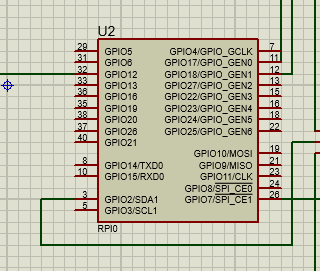 U2
29 GPIO5 GPIO4/GPIO_GCLK 7
31 GPIO6 GPIO17/GPIO_GEN0 11
32 GPIO12 GPIO18/GPIO_GEN1 12
33 GPIO13 GPIO27/GPIO_GEN2 13
36 GPIO16 GPIO22/GPIO_GEN3 15
35 GPIO19 GPIO23/GPIO_GEN4 16
38 GPIO20 GPIO24/GPIO_GEN5 18
37 GPIO26 GPIO25/GPIO_GEN6 22
40 GPIO21
GPIO10/MOSI 19
8 GPIO14/TXD0 GPIO9/MISO 21
10 GPIO15/RXD0 GPIO11/CLK 23
GPIO8/SPI_CE0 24
3 GPIO2/SDA1 GPIO7/SPI_CE1 26
5 GPIO3/SCL1
RPI0